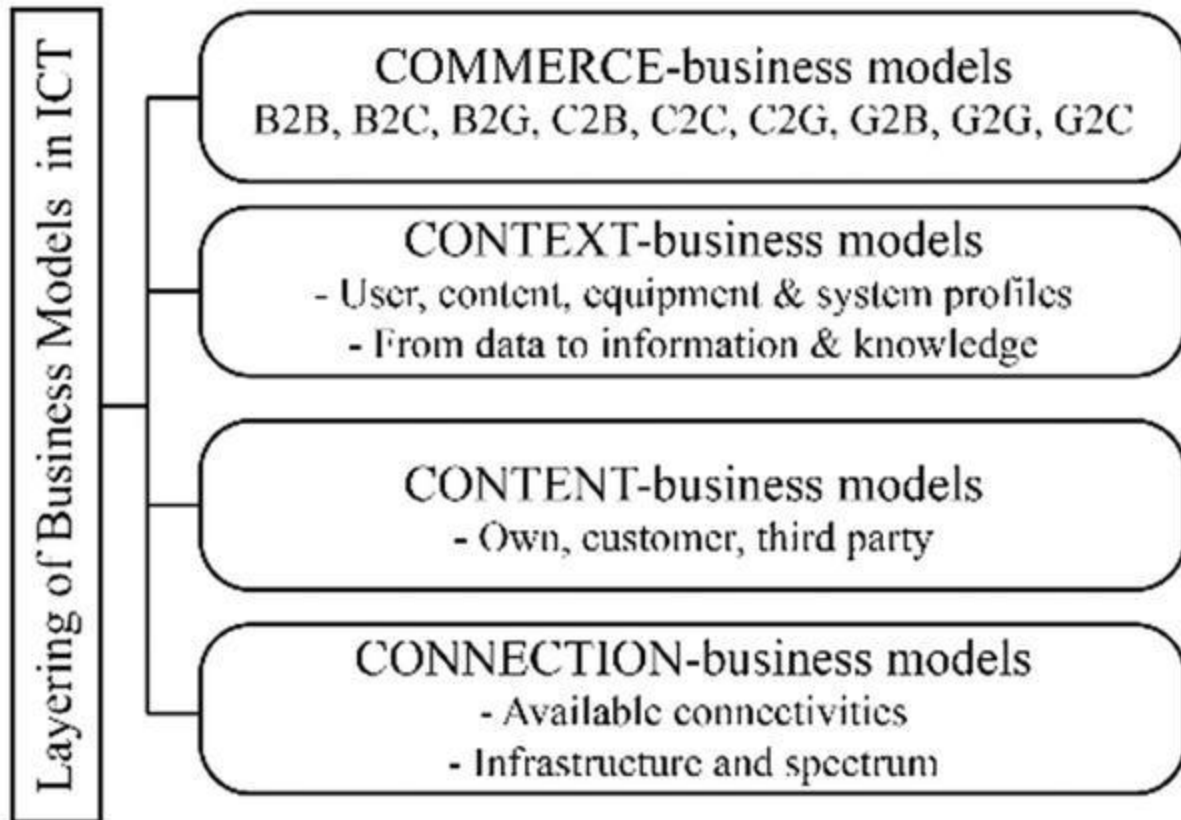 Layering of Business Models in ICT
COMMERCE-business models
B2B, B2C, B2G, C2B, C2C, C2G, G2B, G2G, G2C
CONTEXT-business models
- User, content, equipment & system profiles
- From data to information & knowledge
CONTENT-business models
- Own, customer, third party
CONNECTION-business models
- Available connectivities
- Infrastructure and spectrum